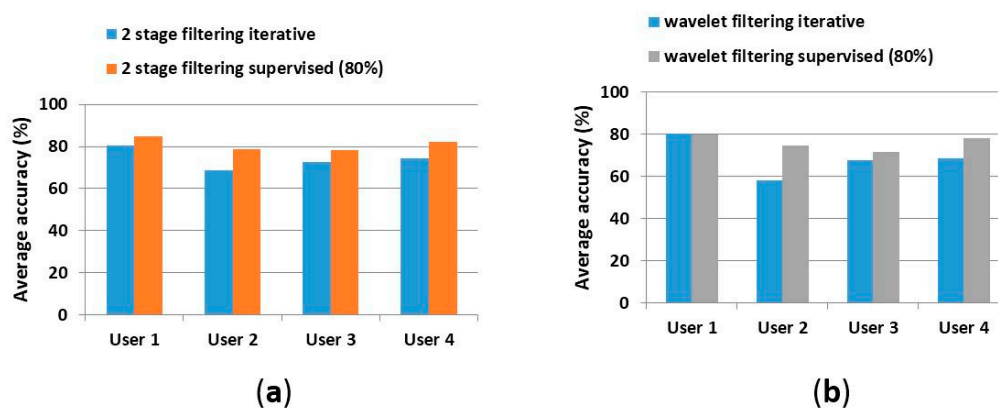 2 stage filtering iterative
2 stage filtering supervised (80%)
Average accuracy (%)
100
80
60
40
20
0
User 1 User 2 User 3 User 4
(a)
wavelet filtering iterative
wavelet filtering supervised (80%)
Average accuracy (%)
100
80
60
40
20
0
User 1 User 2 User 3 User 4
(b)